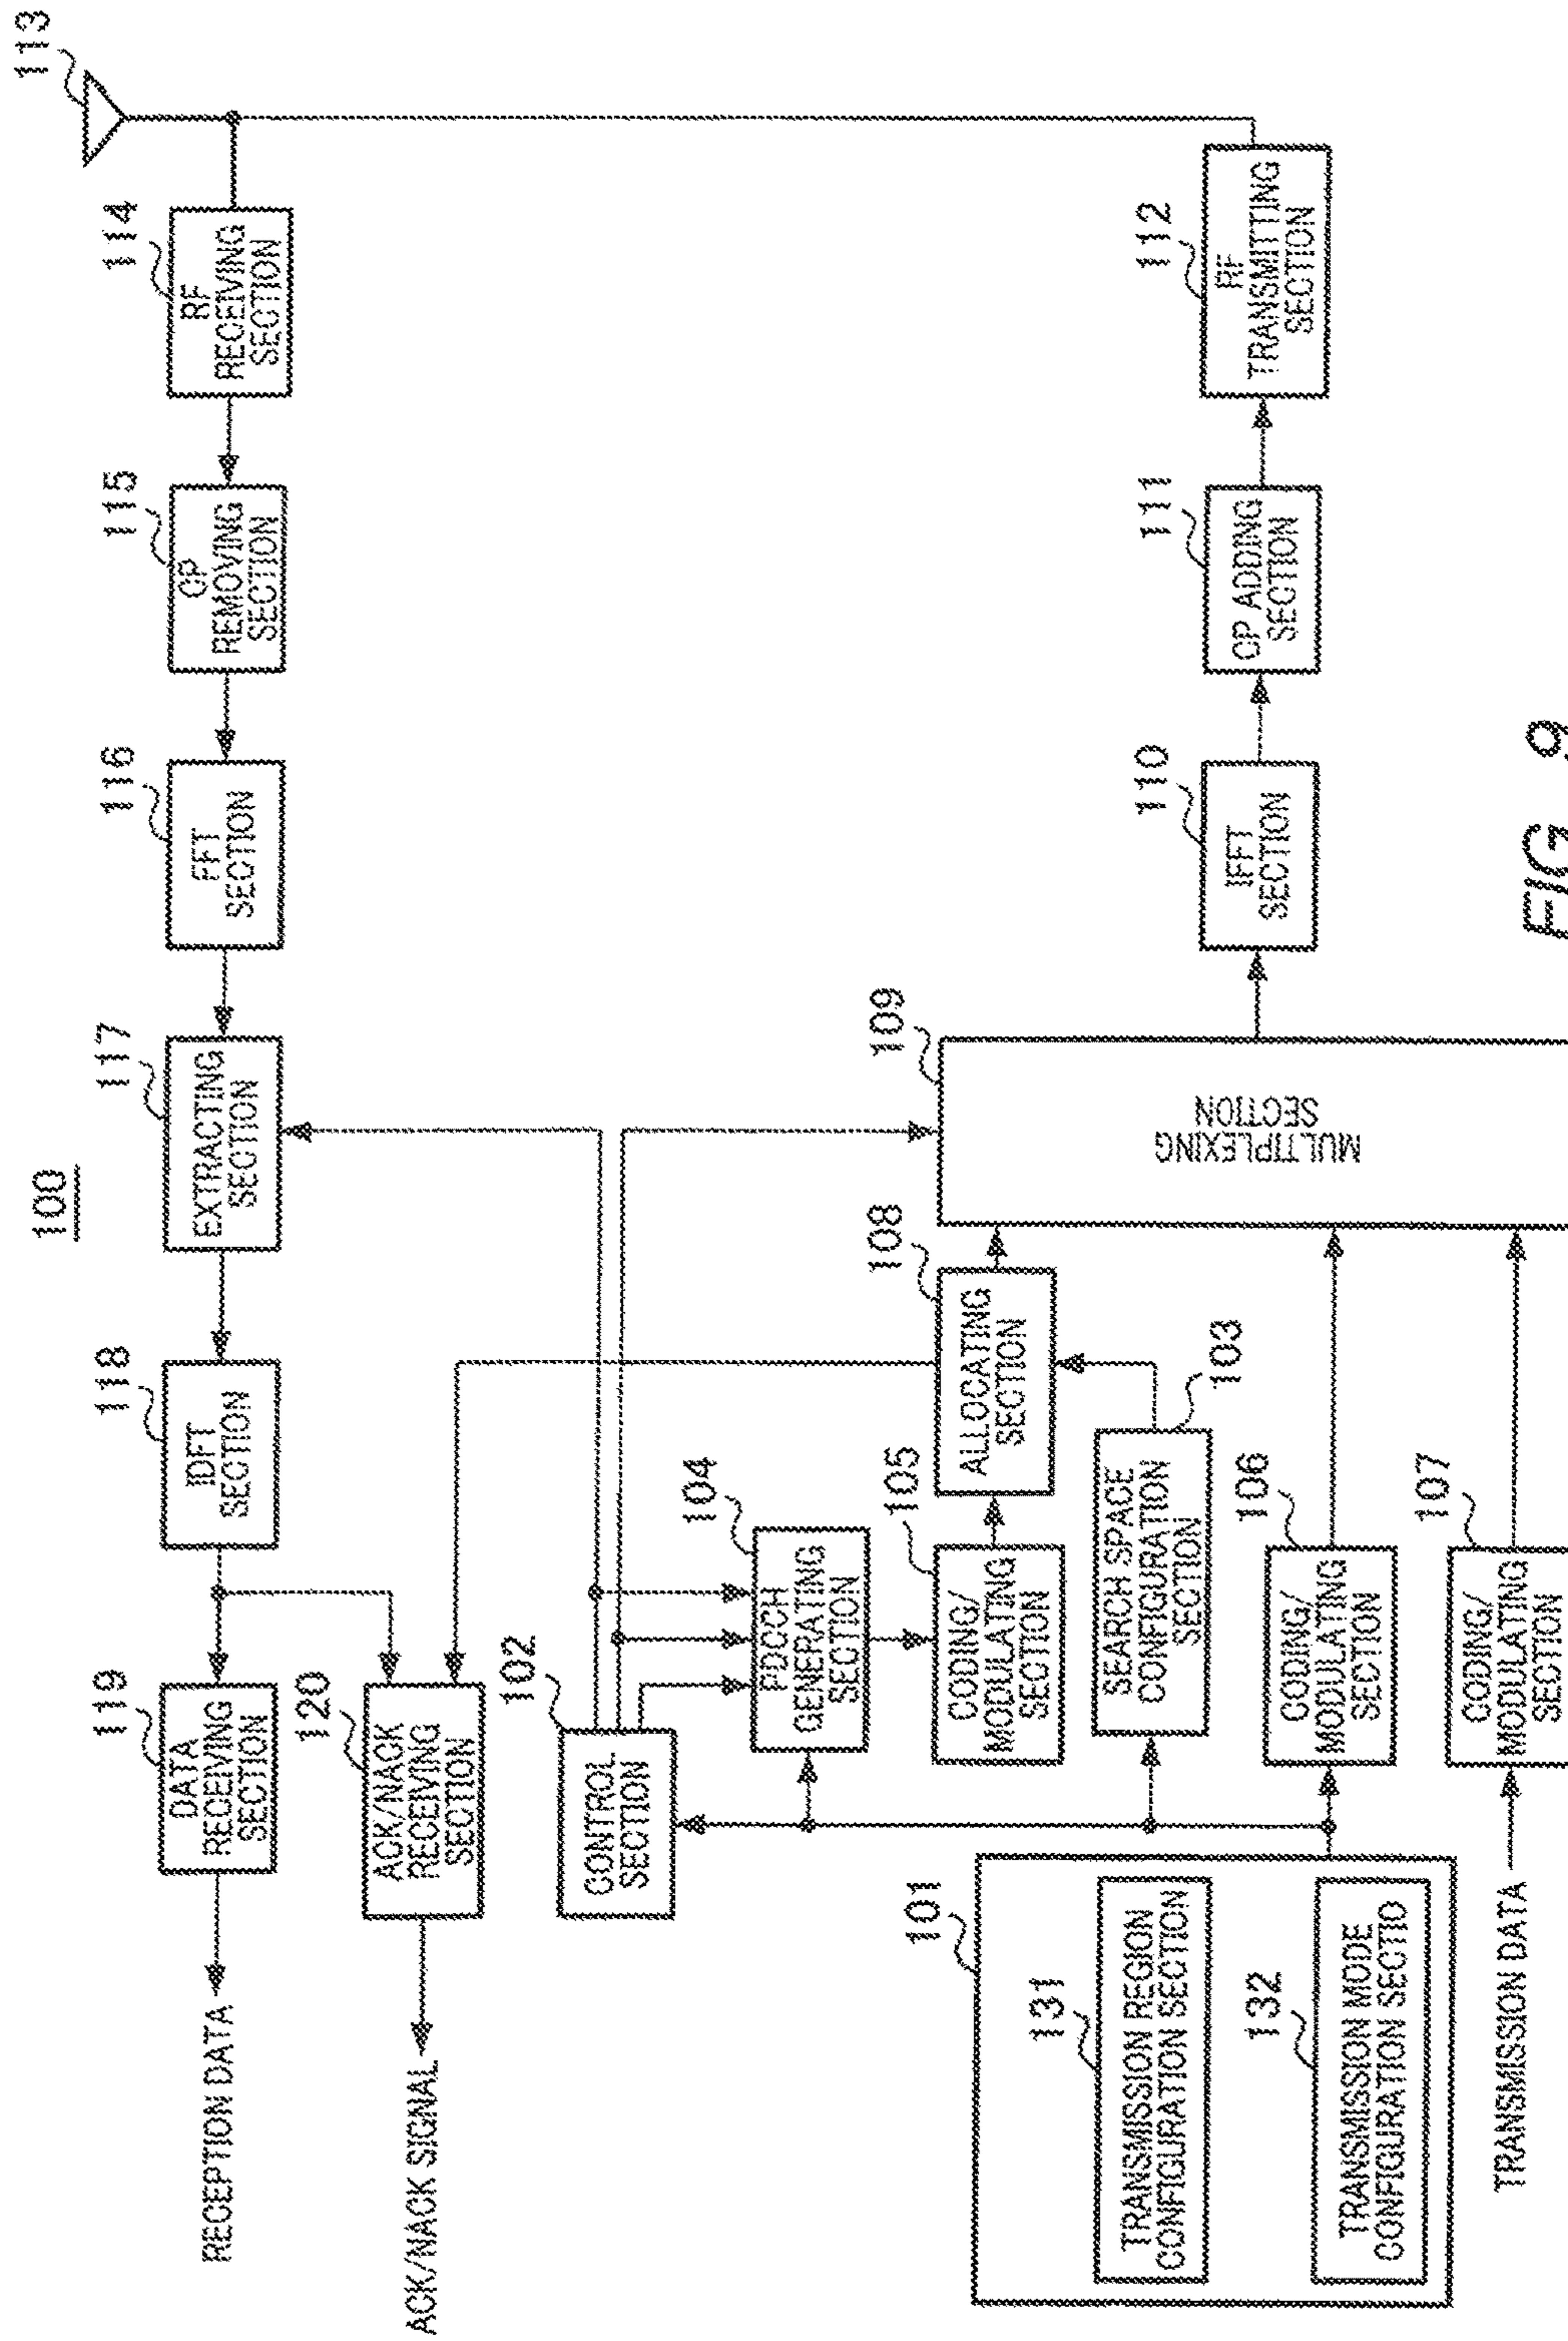 100
113
RECEPTION DATA
119
DATA
RECEIVING
SECTION
118
IDFT
SECTION
117
EXTRACTING
SECTION
116
FFT
SECTION
115
CP
REMOVING
SECTION
114
RF
RECEIVING
SECTION
ACK/NACK SIGNAL
120
ACK/NACK
RECEIVING
SECTION
102
CONTROL
SECTION
104
PDCCH
GENERATING
SECTION
105
CODING/
MODULATING
SECTION
108
ALLOCATING
SECTION
109
MULTIPLEXING
SECTION
101
131
TRANSMISSION REGION
CONFIGURATION SECTION
132
TRANSMISSION MODE
CONFIGURATION SECTIO
SEARCH SPACE
CONFIGURATION
SECTION
103
106
CODING/
MODULATING
SECTION
107
CODING/
MODULATING
SECTION
TRANSMISSION DATA
110
IFFT
SECTION
111
CP ADDING
SECTION
112
RF
TRANSMITTING
SECTION
FIG. 9